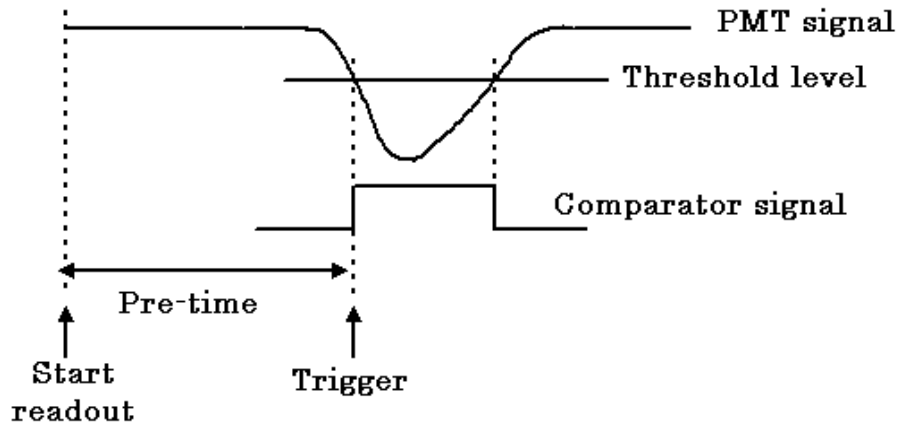 PMT signal
Threshold level
Comparator signal
Pre-time
Start
readout
Trigger